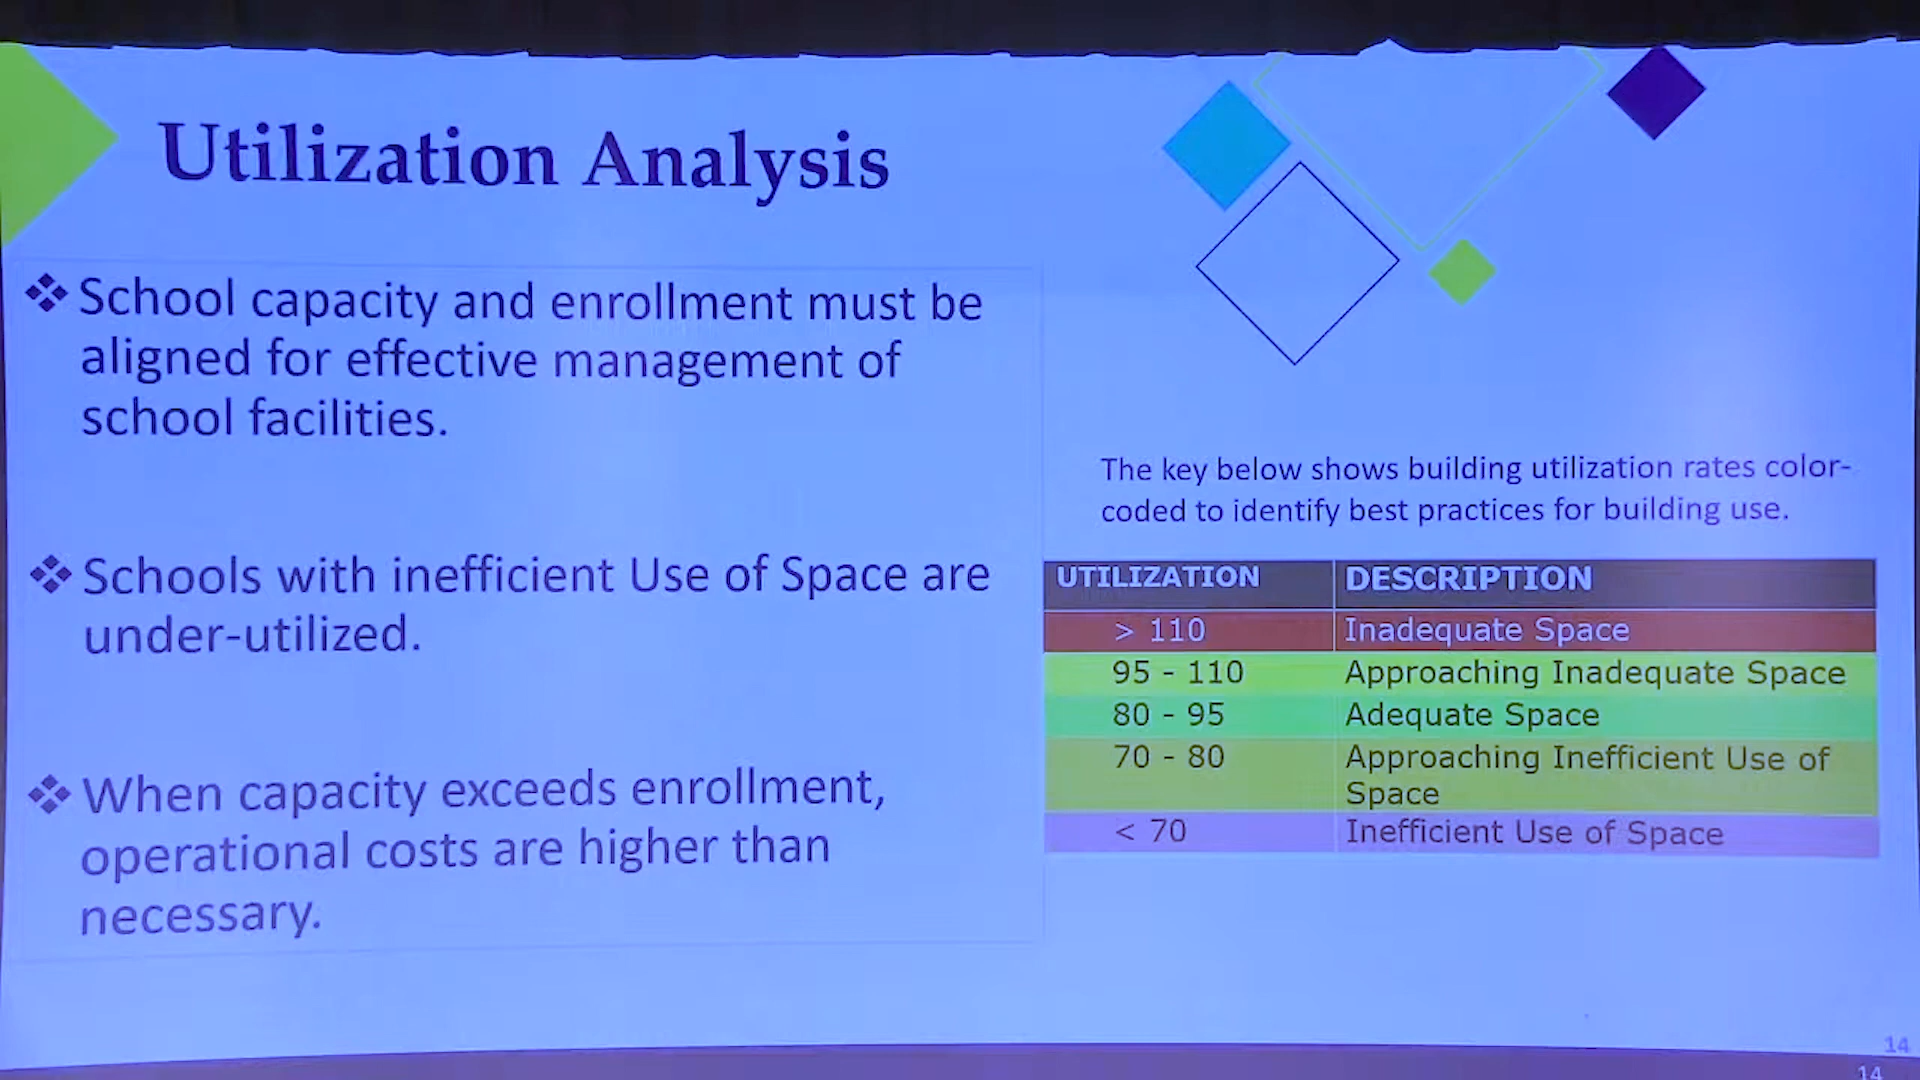 Utilization Analysis
❖ School capacity and enrollment must be
aligned for effective management of
school facilities.
❖ Schools with inefficient Use of Space are
under-utilized.
❖ When capacity exceeds enrollment,
operational costs are higher than
necessary.
The key below shows building utilization rates color-
coded to identify best practices for building use.
UTILIZATION DESCRIPTION
> 110 Inadequate Space
95 - 110 Approaching Inadequate Space
80 - 95 Adequate Space
70 - 80 Approaching Inefficient Use of
Space
< 70 Inefficient Use of Space
14
14